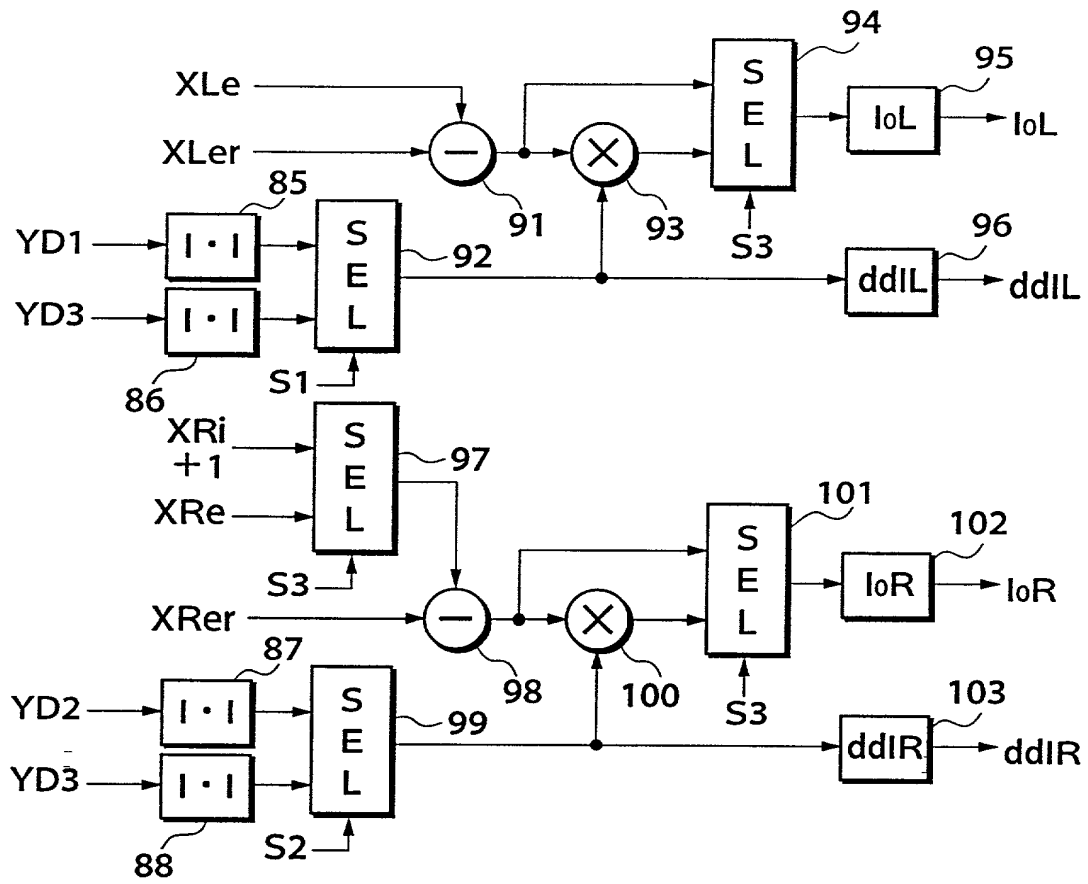 94
XLe
S
E
L
95
IoL
IoL
XLer
−
×
91
93
85
YD1
|·|
S
E
L
92
S3
96
ddIL
ddIL
YD3
|·|
86
S1
XRi
+1
S
E
L
97
XRe
S3
101
S
E
L
102
IoR
IoR
XRer
−
×
98
100
87
YD2
|·|
S
E
L
99
S3
103
ddIR
ddIR
YD3
|·|
88
S2